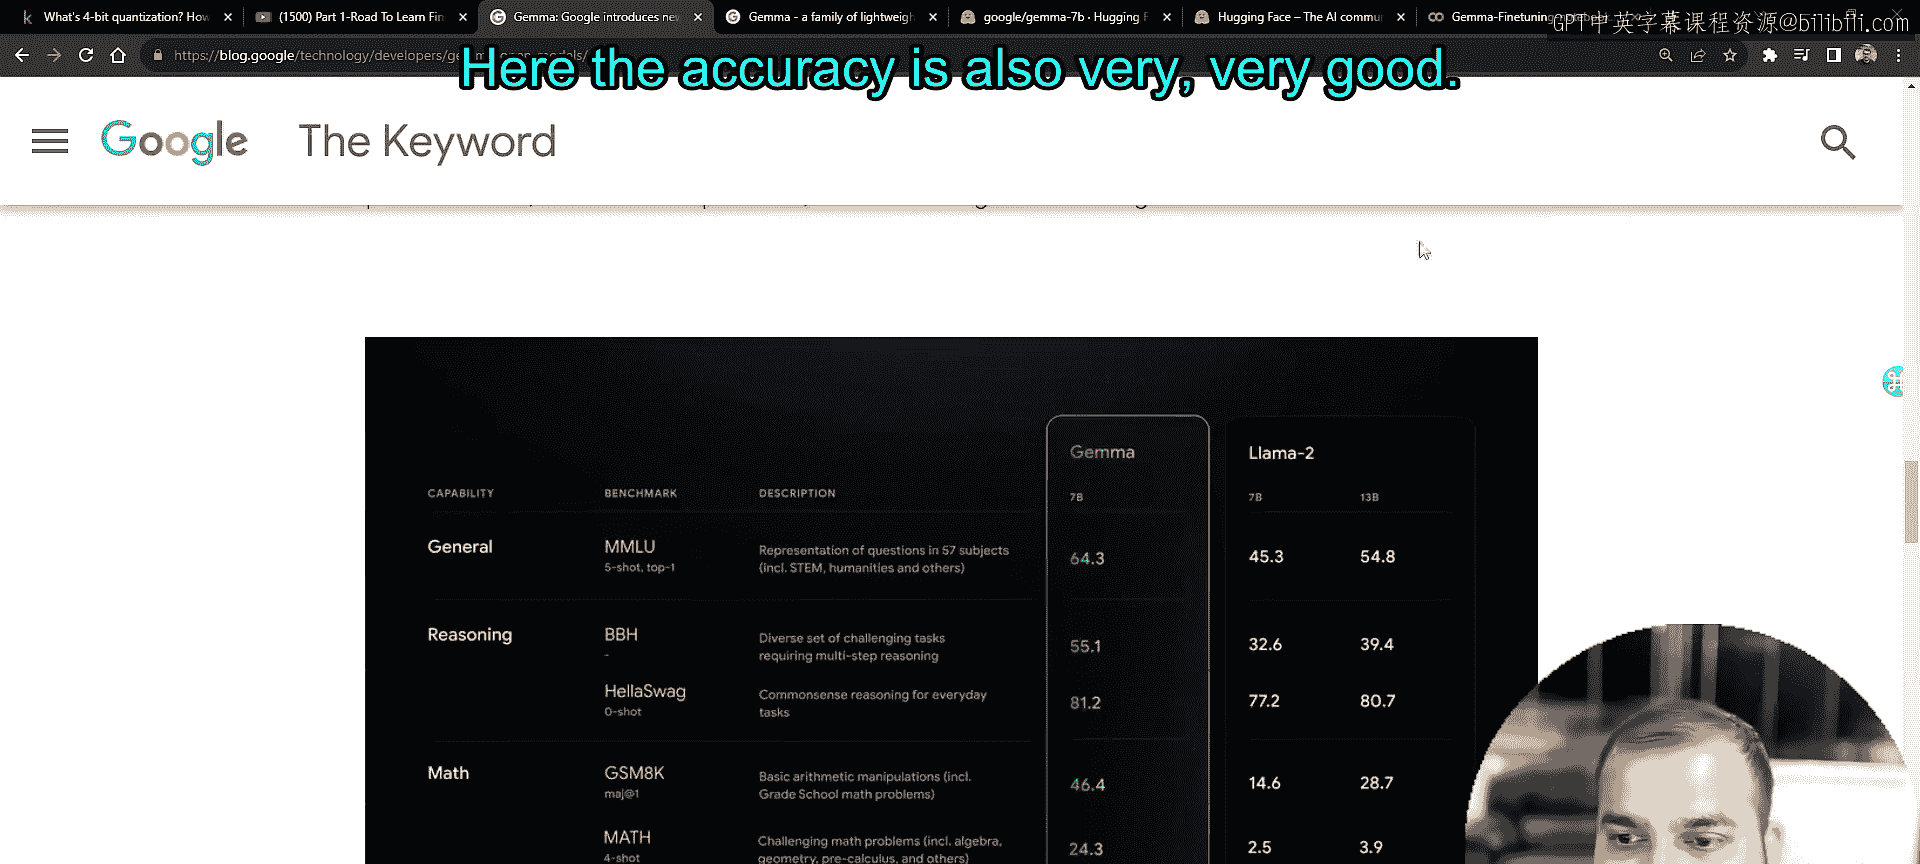 What's 4-bit quantization? How
(1500) Part 1-Road To Learn Fin
Gemma: Google introduces new
Gemma - a family of lightweigh
google/gemma-7b · Hugging F
Hugging Face – The AI commu
Gemma-Finetuning
GPT中英字幕课程资源@bilibili.com
https://blog.google/technology/developers/
Here the accuracy is also very, very good.
Google The Keyword
Gemma
Llama-2
CAPABILITY BENCHMARK DESCRIPTION 7B 7B 13B
General MMLU Representation of questions in 57 subjects 64.3 45.3 54.8
5-shot, top-1 (incl. STEM, humanities and others)
Reasoning BBH Diverse set of challenging tasks 55.1 32.6 39.4
- requiring multi-step reasoning
HellaSwag Commonsense reasoning for everyday 81.2 77.2 80.7
0-shot tasks
Math GSM8K Basic arithmetic manipulations (incl. 46.4 14.6 28.7
maj@1 Grade School math problems)
MATH Challenging math problems (incl. algebra, 24.3 2.5 3.9
4-shot geometry, pre-calculus, and others)